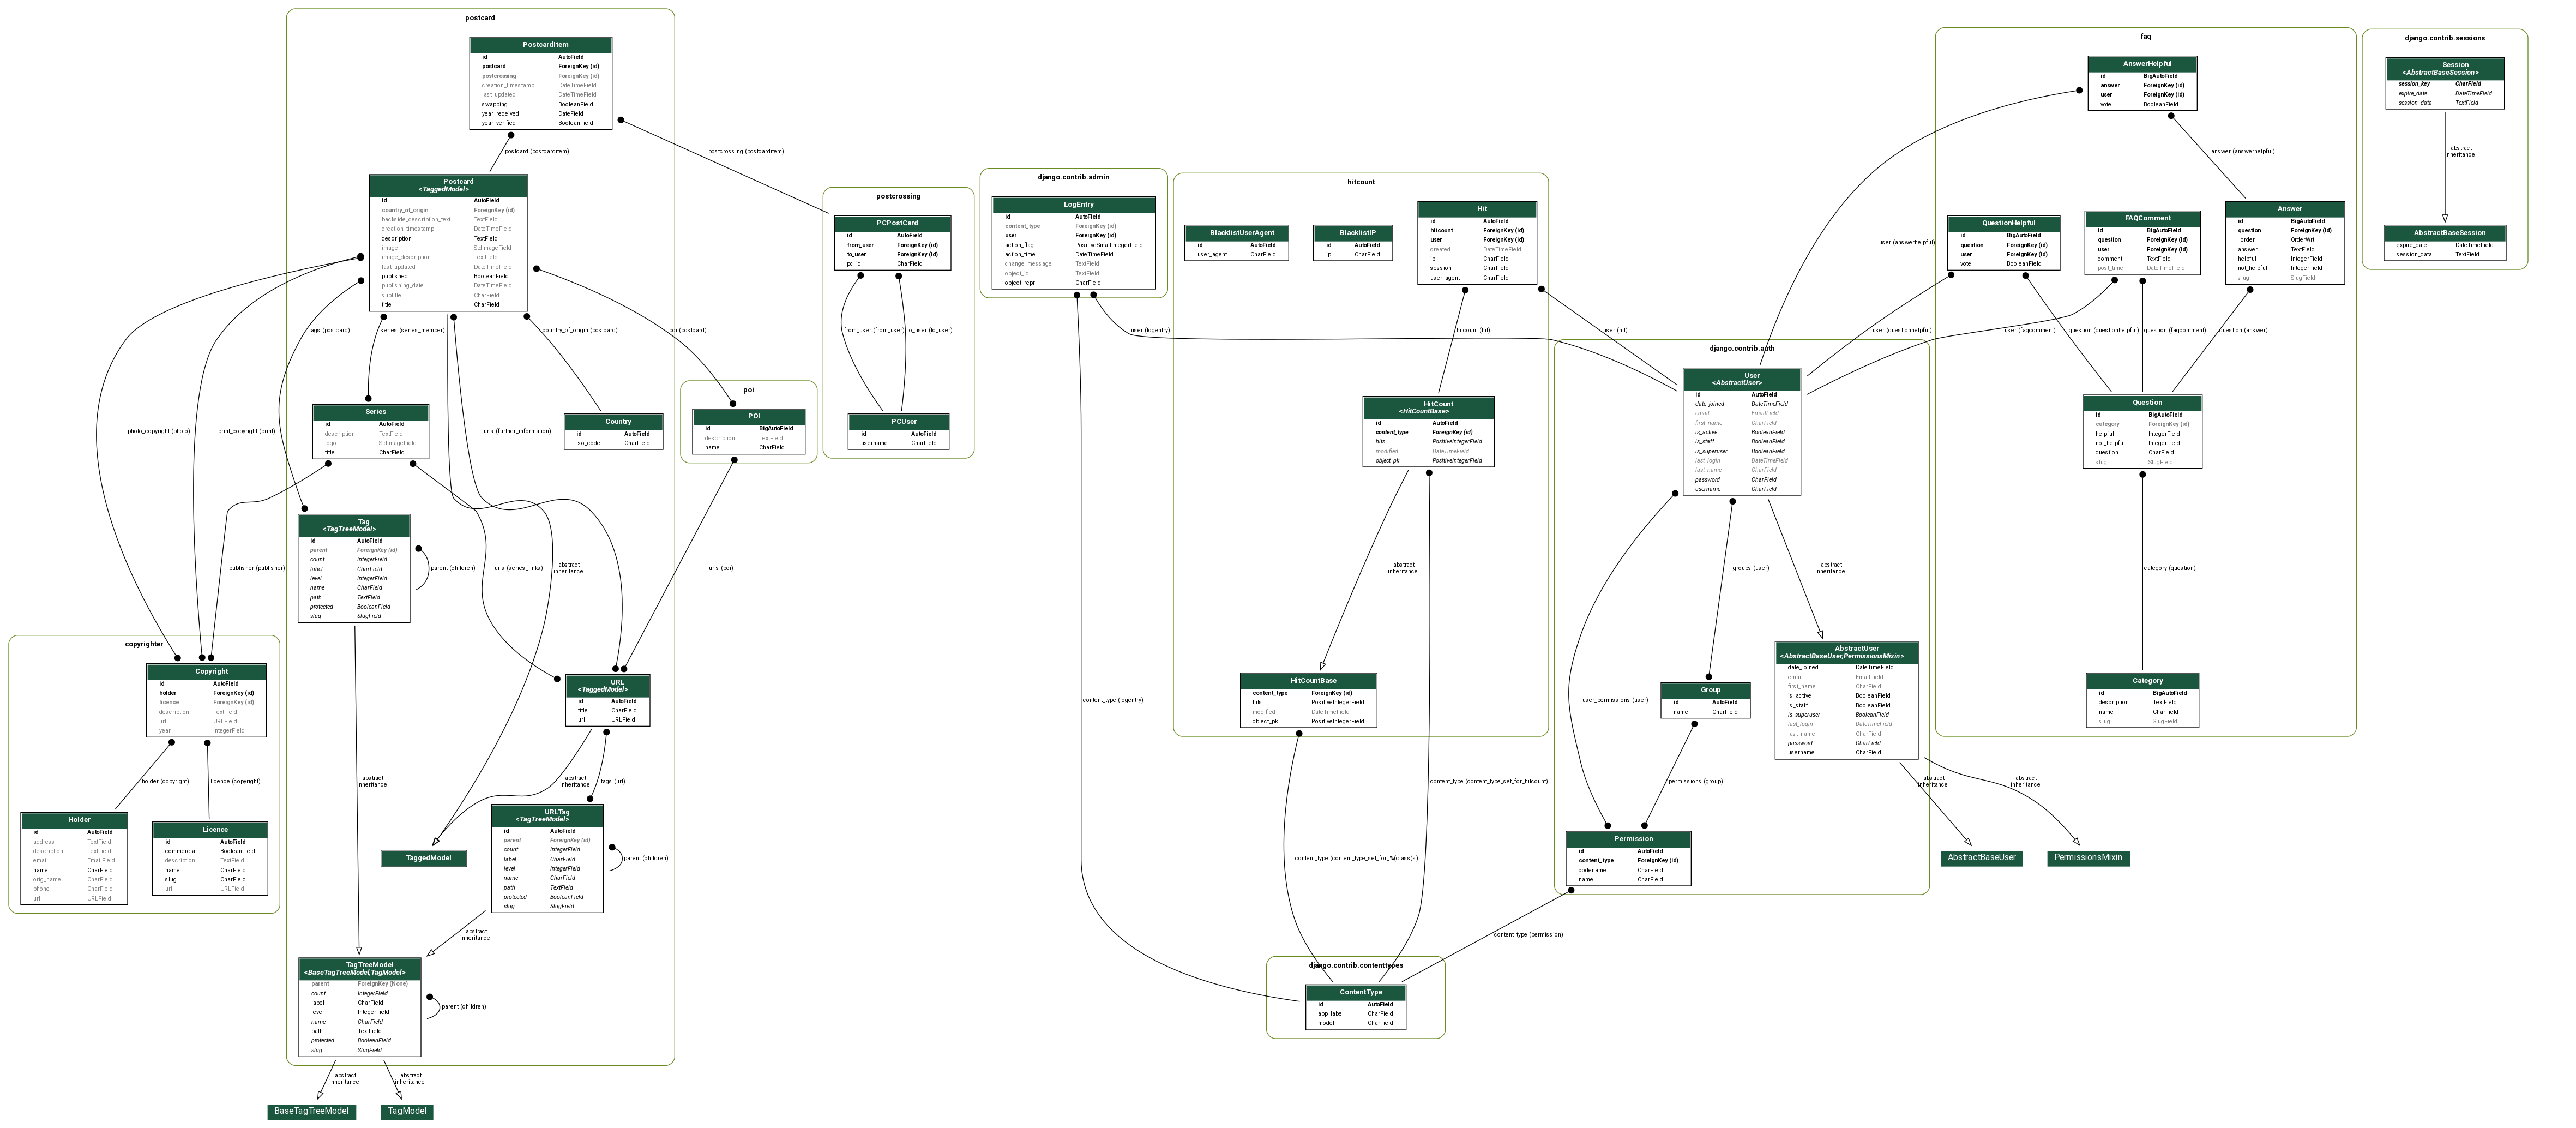 postcard
PostcardItem
id AutoField
postcard ForeignKey (id)
postcrossing ForeignKey (id)
creation_timestamp DateTimeField
last_updated DateTimeField
swapping BooleanField
year_received DateField
year_verified BooleanField
postcard (postcarditem)
postcrossing (postcarditem)
Postcard
<TaggedModel>
id AutoField
country_of_origin ForeignKey (id)
backside_description_text TextField
creation_timestamp DateTimeField
description TextField
image StdImageField
image_description TextField
last_updated DateTimeField
published BooleanField
publishing_date DateTimeField
subtitle CharField
title CharField
tags (postcard)
series (series_member)
country_of_origin (postcard)
poi (postcard)
photo_copyright (photo)
print_copyright (print)
urls (further_information)
Series
id AutoField
description TextField
logo StdImageField
title CharField
Country
id AutoField
iso_code CharField
publisher (publisher)
urls (series_links)
abstract
inheritance
Tag
<TagTreeModel>
id AutoField
parent ForeignKey (id)
count IntegerField
label CharField
level IntegerField
name CharField
path TextField
protected BooleanField
slug SlugField
parent (children)
URL
<TaggedModel>
id AutoField
title CharField
url URLField
abstract
inheritance
abstract
inheritance
tags (url)
TaggedModel
URLTag
<TagTreeModel>
id AutoField
parent ForeignKey (id)
count IntegerField
label CharField
level IntegerField
name CharField
path TextField
protected BooleanField
slug SlugField
parent (children)
abstract
inheritance
TagTreeModel
<BaseTagTreeModel,TagModel>
parent ForeignKey (None)
count IntegerField
label CharField
level IntegerField
name CharField
path TextField
protected BooleanField
slug SlugField
parent (children)
abstract
inheritance
abstract
inheritance
BaseTagTreeModel
TagModel
copyrighter
Copyright
id AutoField
holder ForeignKey (id)
licence ForeignKey (id)
description TextField
url URLField
year IntegerField
holder (copyright)
licence (copyright)
Holder
id AutoField
address TextField
description TextField
email EmailField
name CharField
orig_name CharField
phone CharField
url URLField
Licence
id AutoField
commercial BooleanField
description TextField
name CharField
slug CharField
url URLField
poi
POI
id BigAutoField
description TextField
name CharField
urls (poi)
postcrossing
PCPostCard
id AutoField
from_user ForeignKey (id)
to_user ForeignKey (id)
pc_id CharField
from_user (from_user)
to_user (to_user)
PCUser
id AutoField
username CharField
django.contrib.admin
LogEntry
id AutoField
content_type ForeignKey (id)
user ForeignKey (id)
action_flag PositiveSmallIntegerField
action_time DateTimeField
change_message TextField
object_id TextField
object_repr CharField
user (logentry)
content_type (logentry)
hitcount
BlacklistUserAgent
id AutoField
user_agent CharField
BlacklistIP
id AutoField
ip CharField
Hit
id AutoField
hitcount ForeignKey (id)
user ForeignKey (id)
created DateTimeField
ip CharField
session CharField
user_agent CharField
hitcount (hit)
user (hit)
HitCount
<HitCountBase>
id AutoField
content_type ForeignKey (id)
hits PositiveIntegerField
modified DateTimeField
object_pk PositiveIntegerField
abstract
inheritance
HitCountBase
content_type ForeignKey (id)
hits PositiveIntegerField
modified DateTimeField
object_pk PositiveIntegerField
content_type (content_type_set_for_hitcount)
content_type (content_type_set_for_%(class)s)
django.contrib.auth
User
<AbstractUser>
id AutoField
date_joined DateTimeField
email EmailField
first_name CharField
is_active BooleanField
is_staff BooleanField
is_superuser BooleanField
last_login DateTimeField
last_name CharField
password CharField
username CharField
user_permissions (user)
groups (user)
abstract
inheritance
Group
id AutoField
name CharField
permissions (group)
AbstractUser
<AbstractBaseUser,PermissionsMixin>
date_joined DateTimeField
email EmailField
first_name CharField
is_active BooleanField
is_staff BooleanField
is_superuser BooleanField
last_login DateTimeField
last_name CharField
password CharField
username CharField
abstract
inheritance
abstract
inheritance
AbstractBaseUser
PermissionsMixin
Permission
id AutoField
content_type ForeignKey (id)
codename CharField
name CharField
content_type (permission)
django.contrib.contenttypes
ContentType
id AutoField
app_label CharField
model CharField
faq
AnswerHelpful
id BigAutoField
answer ForeignKey (id)
user ForeignKey (id)
vote BooleanField
answer (answerhelpful)
user (answerhelpful)
QuestionHelpful
id BigAutoField
question ForeignKey (id)
user ForeignKey (id)
vote BooleanField
FAQComment
id BigAutoField
question ForeignKey (id)
user ForeignKey (id)
comment TextField
post_time DateTimeField
Answer
id BigAutoField
question ForeignKey (id)
_order OrderWrt
answer TextField
helpful IntegerField
not_helpful IntegerField
slug SlugField
user (questionhelpful)
user (faqcomment)
question (questionhelpful)
question (faqcomment)
question (answer)
Question
id BigAutoField
category ForeignKey (id)
helpful IntegerField
not_helpful IntegerField
question CharField
slug SlugField
category (question)
Category
id BigAutoField
description TextField
name CharField
slug SlugField
django.contrib.sessions
Session
<AbstractBaseSession>
session_key CharField
expire_date DateTimeField
session_data TextField
abstract
inheritance
AbstractBaseSession
expire_date DateTimeField
session_data TextField